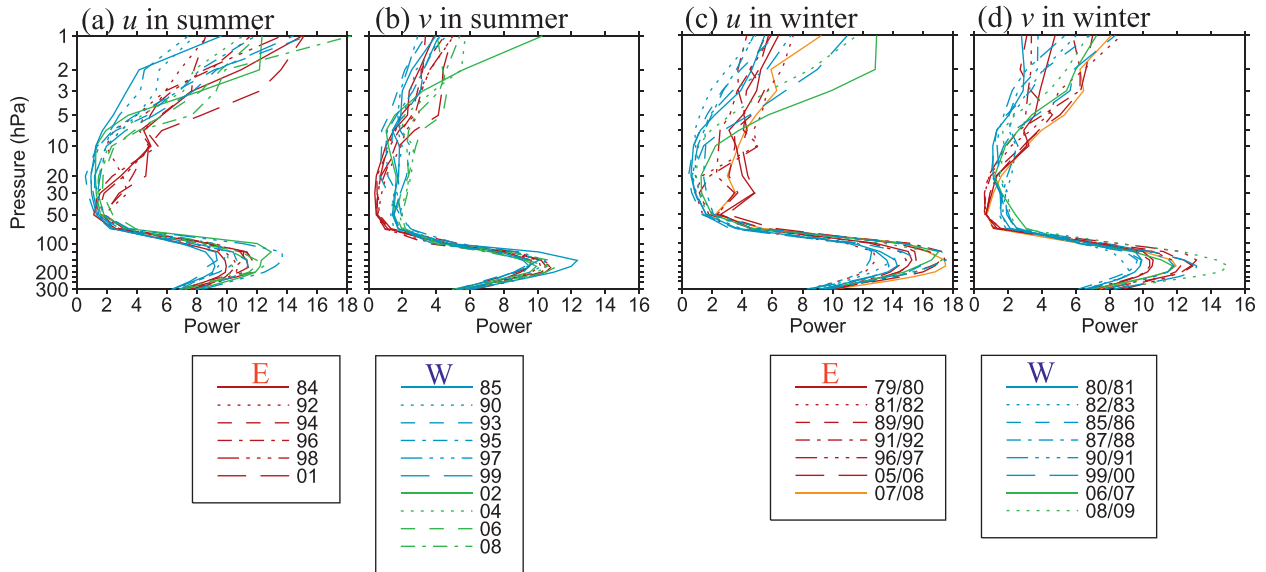 (a) u in summer
(b) v in summer
(c) u in winter
(d) v in winter
Pressure (hPa)
1
2
3
5
10
20
30
50
100
200
300
0 2 4 6 8 10 12 14 16 18
Power
0 2 4 6 8 10 12 14 16
Power
0 2 4 6 8 10 12 14 16 18
Power
0 2 4 6 8 10 12 14 16
Power
E
84
92
94
96
98
01
W
85
90
93
95
97
99
02
04
06
08
E
79/80
81/82
89/90
91/92
96/97
05/06
07/08
W
80/81
82/83
85/86
87/88
90/91
99/00
06/07
08/09